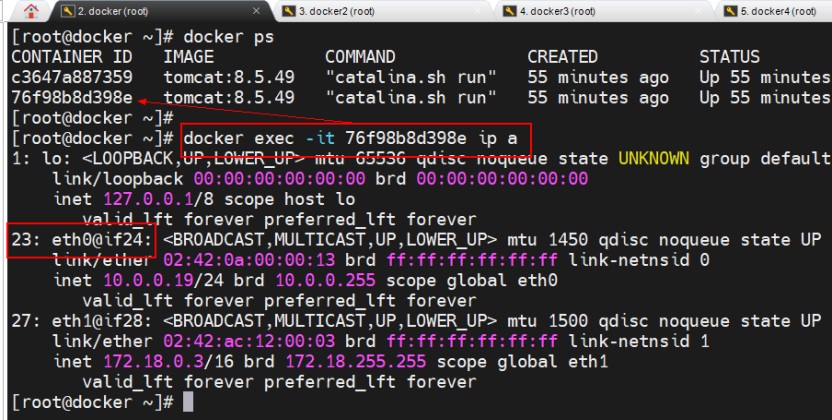 2. docker (root)
3. docker2 (root)
4. docker3 (root)
5. docker4 (root)
[root@docker ~]# docker ps
CONTAINER ID IMAGE COMMAND CREATED STATUS
c3647a887359 tomcat:8.5.49 "catalina.sh run" 55 minutes ago Up 55 minutes
76f98b8d398e tomcat:8.5.49 "catalina.sh run" 55 minutes ago Up 55 minutes
[root@docker ~]#
[root@docker ~]# docker exec -it 76f98b8d398e ip a
1: lo: <LOOPBACK,UP,LOWER_UP> mtu 65536 qdisc noqueue state UNKNOWN group default
link/loopback 00:00:00:00:00:00 brd 00:00:00:00:00:00
inet 127.0.0.1/8 scope host lo
valid_lft forever preferred_lft forever
23: eth0@if24: <BROADCAST,MULTICAST,UP,LOWER_UP> mtu 1450 qdisc noqueue state UP
link/ether 02:42:0a:00:00:13 brd ff:ff:ff:ff:ff:ff link-netnsid 0
inet 10.0.0.19/24 brd 10.0.0.255 scope global eth0
valid_lft forever preferred_lft forever
27: eth1@if28: <BROADCAST,MULTICAST,UP,LOWER_UP> mtu 1500 qdisc noqueue state UP
link/ether 02:42:ac:12:00:03 brd ff:ff:ff:ff:ff:ff link-netnsid 1
inet 172.18.0.3/16 brd 172.18.255.255 scope global eth1
valid_lft forever preferred_lft forever
[root@docker ~]#